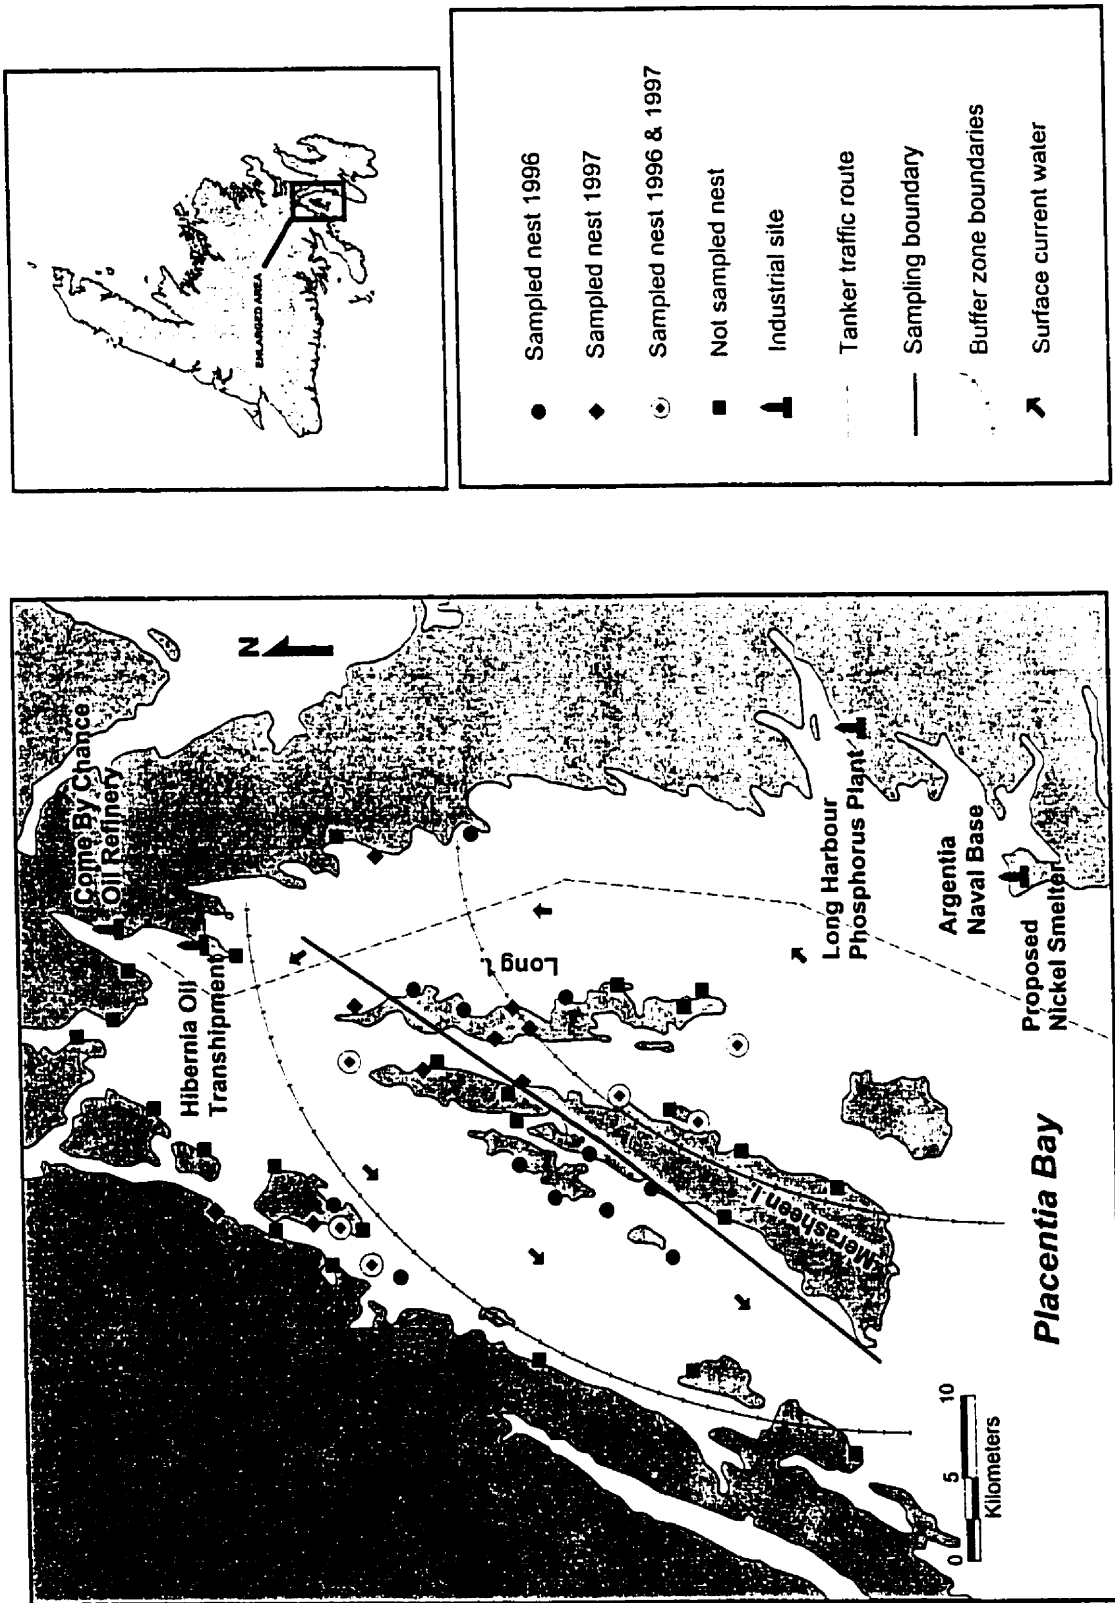 ENLARGED AREA
Sampled nest 1996
Sampled nest 1997
Sampled nest 1996 & 1997
Not sampled nest
Industrial site
Tanker traffic route
Sampling boundary
Buffer zone boundaries
Surface current water
N
Come By Chance
Oil Refinery
Hibernia Oil
Transhipment
Long I.
Merasheen I.
Long Harbour
Phosphorus Plant
Argentia
Naval Base
Proposed
Nickel Smelter
Placentia Bay
0 5 10
Kilometers